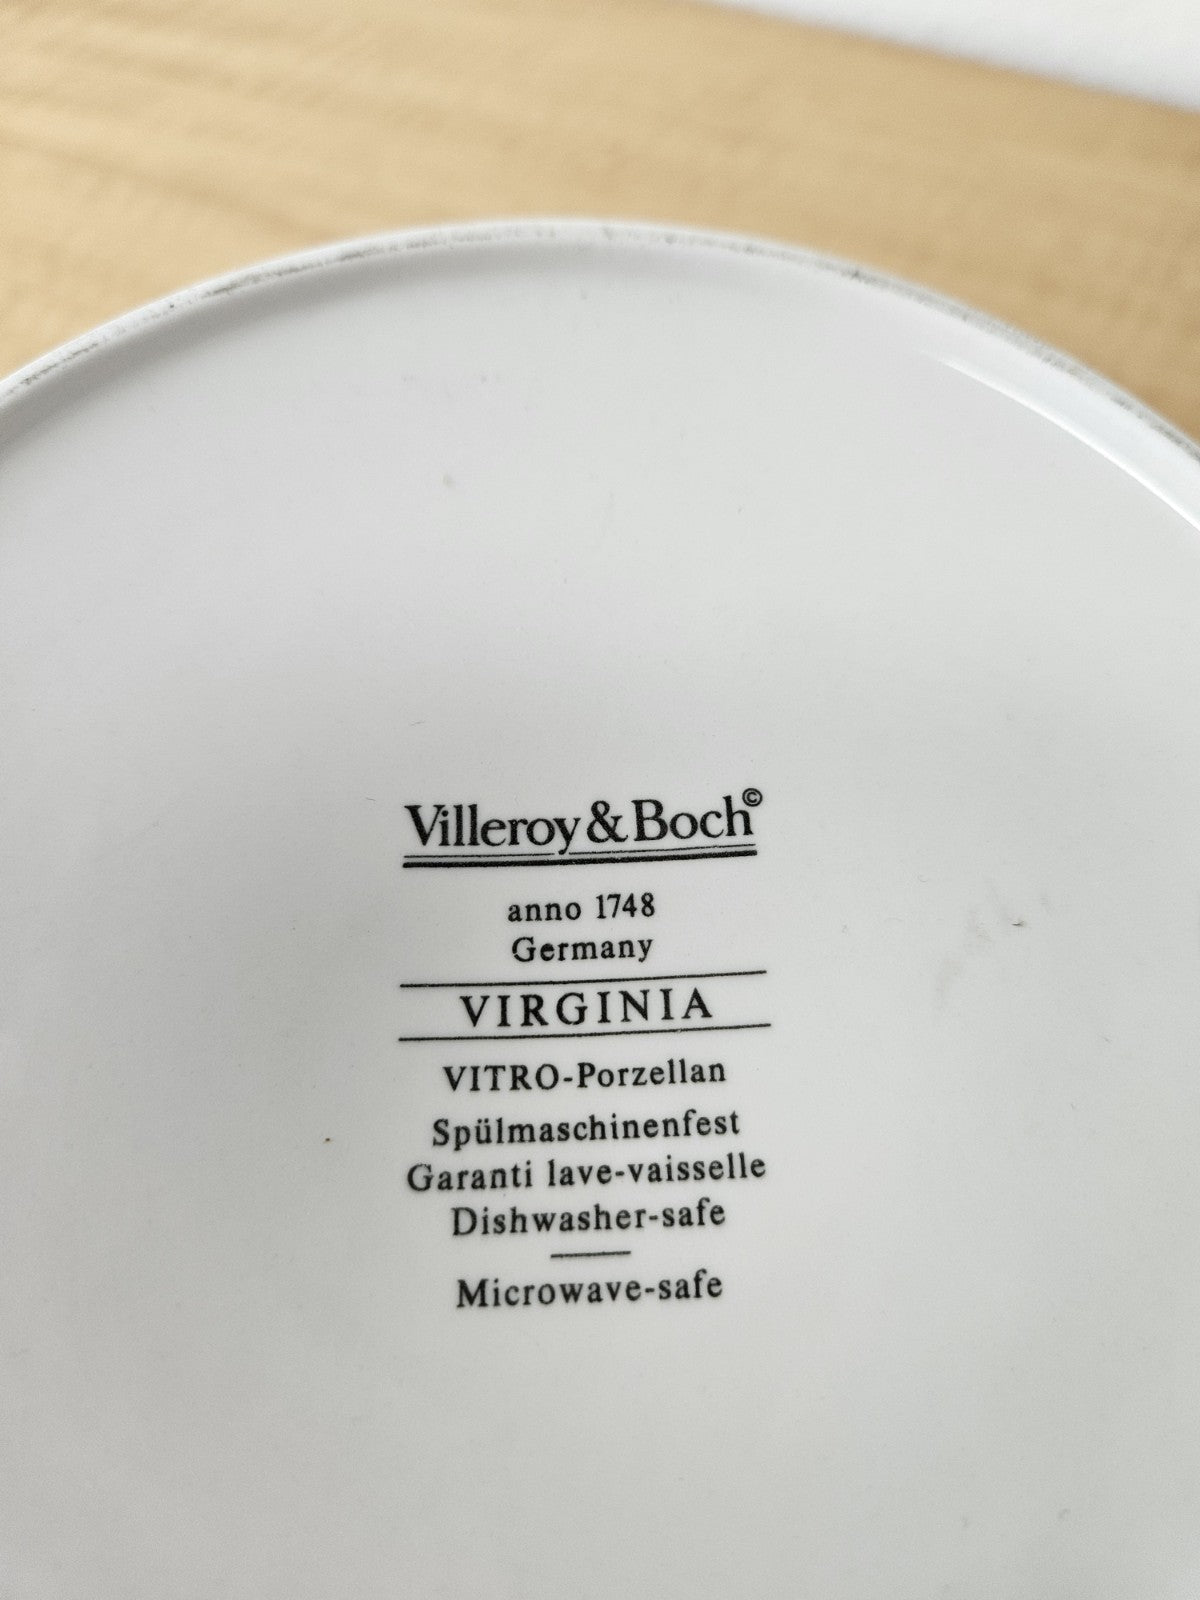 Villeroy & Boch©
anno 1748
Germany
VIRGINIA
VITRO-Porzellan
Spülmaschinenfest
Garanti lave-vaisselle
Dishwasher-safe
Microwave-safe